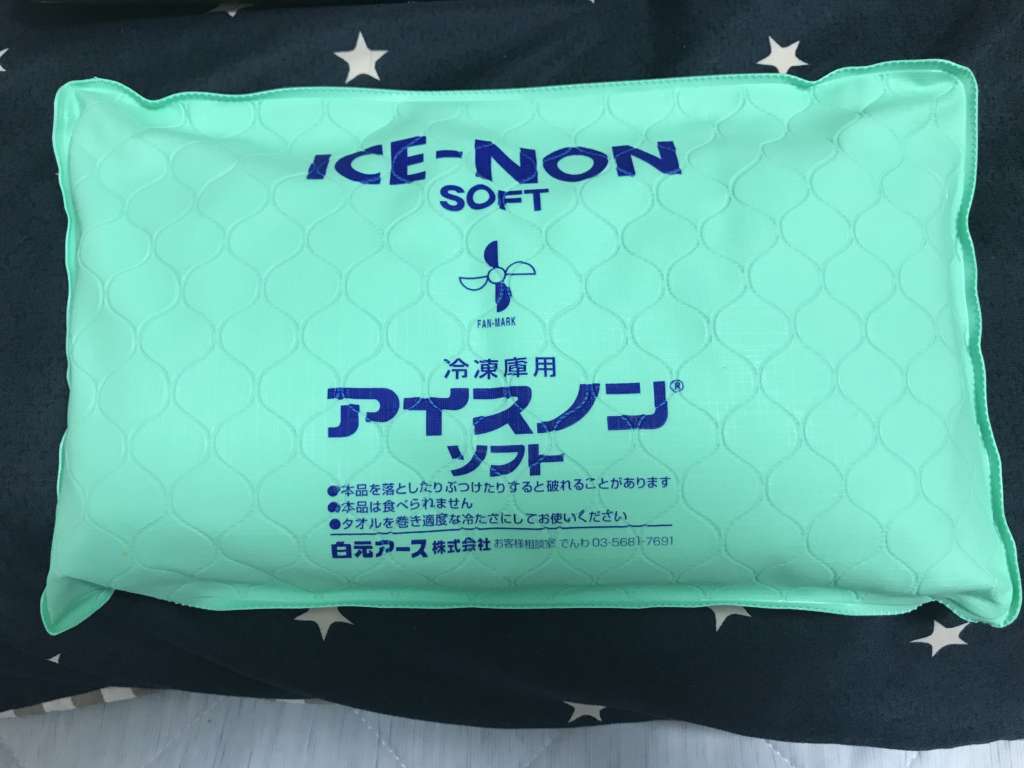 ICE-NON
SOFT
FAN-MARK
冷凍庫用
アイスノン®
ソフト
●本品を落としたりぶつけたりすると破れることがあります
●本品は食べられません
●タオルを巻き適度な冷たさにしてお使いください
白元アース株式会社 お客様相談室 でんわ 03-5681-7691